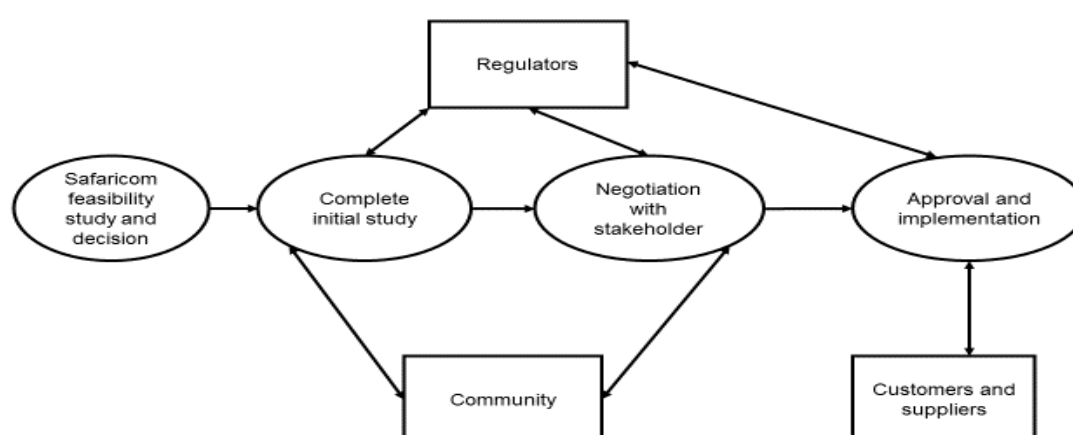 Regulators
Safaricom
feasibility
study and
decision
Complete
initial study
Negotiation
with
stakeholder
Approval and
implementation
Community
Customers and
suppliers